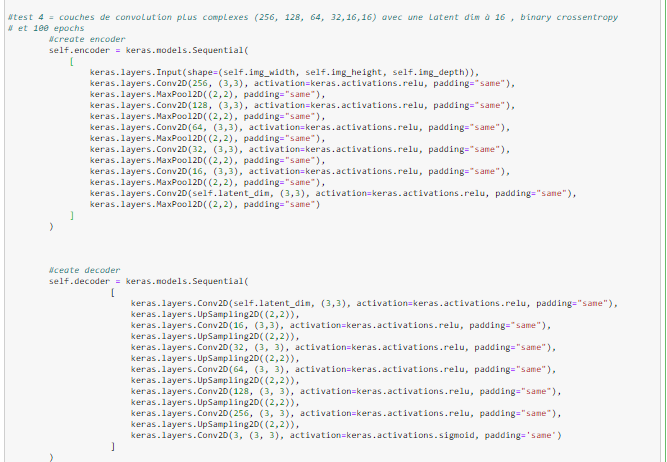 #test 4 = couches de convolution plus complexes (256, 128, 64, 32,16,16) avec une Latent dim à 16 , binary crossentropy
# et 100 epochs
#create encoder
self.encoder = keras.models.Sequential(
[
keras.layers.Input(shape=(self.img_width, self.img_height, self.img_depth)),
keras.layers.Conv2D(256, (3,3), activation=keras.activations.relu, padding="same"),
keras.layers.MaxPool2D((2,2), padding="same"),
keras.layers.Conv2D(128, (3,3), activation=keras.activations.relu, padding="same"),
keras.layers.MaxPool2D((2,2), padding="same"),
keras.layers.Conv2D(64, (3,3), activation=keras.activations.relu, padding="same"),
keras.layers.MaxPool2D((2,2), padding="same"),
keras.layers.Conv2D(32, (3,3), activation=keras.activations.relu, padding="same"),
keras.layers.MaxPool2D((2,2), padding="same"),
keras.layers.Conv2D(16, (3,3), activation=keras.activations.relu, padding="same"),
keras.layers.MaxPool2D((2,2), padding="same"),
keras.layers.Conv2D(self.latent_dim, (3,3), activation=keras.activations.relu, padding="same"),
keras.layers.MaxPool2D((2,2), padding="same")
]
)
#ceate decoder
self.decoder = keras.models.Sequential(
[
keras.layers.Conv2D(self.latent_dim, (3,3), activation=keras.activations.relu, padding="same"),
keras.layers.UpSampling2D((2,2)),
keras.layers.Conv2D(16, (3,3), activation=keras.activations.relu, padding="same"),
keras.layers.UpSampling2D((2,2)),
keras.layers.Conv2D(32, (3, 3), activation=keras.activations.relu, padding="same"),
keras.layers.UpSampling2D((2,2)),
keras.layers.Conv2D(64, (3, 3), activation=keras.activations.relu, padding="same"),
keras.layers.UpSampling2D((2,2)),
keras.layers.Conv2D(128, (3, 3), activation=keras.activations.relu, padding="same"),
keras.layers.UpSampling2D((2,2)),
keras.layers.Conv2D(256, (3, 3), activation=keras.activations.relu, padding="same"),
keras.layers.UpSampling2D((2,2)),
keras.layers.Conv2D(3, (3, 3), activation=keras.activations.sigmoid, padding='same')
]
)